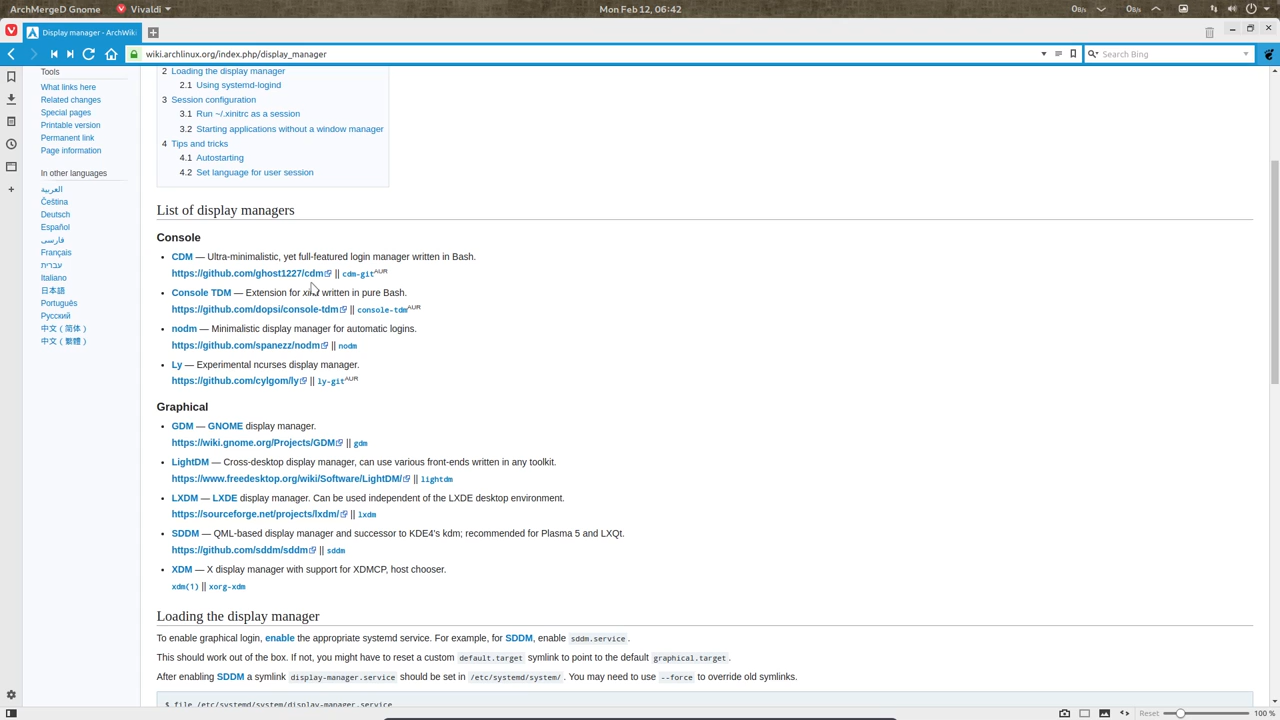 ArchMergeD Gnome
Vivaldi
Mon Feb 12, 06:42
Display manager - ArchWiki
wiki.archlinux.org/index.php/display_manager
Search Bing
Tools
What links here
Related changes
Special pages
Printable version
Permanent link
Page information
In other languages
العربية
Čeština
Deutsch
Español
فارسی
Français
עברית
Italiano
日本語
Português
Русский
中文（简体）
中文（繁體）
2 Loading the display manager
2.1 Using systemd-logind
3 Session configuration
3.1 Run ~/.xinitrc as a session
3.2 Starting applications without a window manager
4 Tips and tricks
4.1 Autostarting
4.2 Set language for user session
List of display managers
Console
• CDM — Ultra-minimalistic, yet full-featured login manager written in Bash.
https://github.com/ghost1227/cdm || cdm-gitAUR
• Console TDM — Extension for written in pure Bash.
https://github.com/dopsi/console-tdm || console-tdmAUR
• nodm — Minimalistic display manager for automatic logins.
https://github.com/spanezz/nodm || nodm
• Ly — Experimental ncurses display manager.
https://github.com/cylgom/ly || ly-gitAUR
Graphical
• GDM — GNOME display manager.
https://wiki.gnome.org/Projects/GDM || gdm
• LightDM — Cross-desktop display manager, can use various front-ends written in any toolkit.
https://www.freedesktop.org/wiki/Software/LightDM/ || lightdm
• LXDM — LXDE display manager. Can be used independent of the LXDE desktop environment.
https://sourceforge.net/projects/lxdm/ || lxdm
• SDDM — QML-based display manager and successor to KDE4's kdm; recommended for Plasma 5 and LXQt.
https://github.com/sddm/sddm || sddm
• XDM — X display manager with support for XDMCP, host chooser.
xdm(1) || xorg-xdm
Loading the display manager
To enable graphical login, enable the appropriate systemd service. For example, for SDDM, enable sddm.service.
This should work out of the box. If not, you might have to reset a custom default.target symlink to point to the default graphical.target.
After enabling SDDM a symlink display-manager.service should be set in /etc/systemd/system/. You may need to use --force to override old symlinks.
$ file /etc/systemd/system/display-manager.service
Reset
100 %